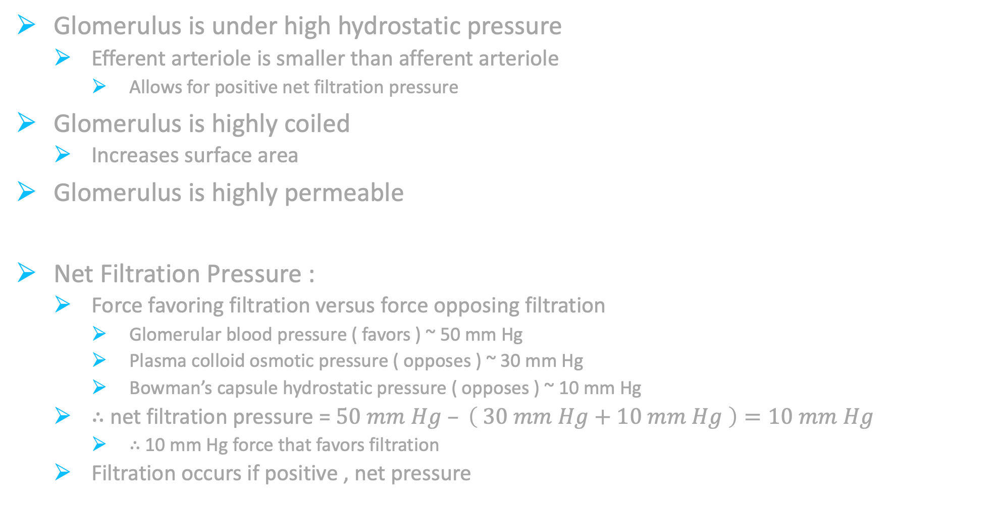 Glomerulus is under high hydrostatic pressure
Efferent arteriole is smaller than afferent arteriole
Allows for positive net filtration pressure
Glomerulus is highly coiled
Increases surface area
Glomerulus is highly permeable
Net Filtration Pressure :
Force favoring filtration versus force opposing filtration
Glomerular blood pressure ( favors ) ~ 50 mm Hg
Plasma colloid osmotic pressure ( opposes ) ~ 30 mm Hg
Bowman’s capsule hydrostatic pressure ( opposes ) ~ 10 mm Hg
∴ net filtration pressure = 50 mm Hg – ( 30 mm Hg + 10 mm Hg ) = 10 mm Hg
∴ 10 mm Hg force that favors filtration
Filtration occurs if positive , net pressure